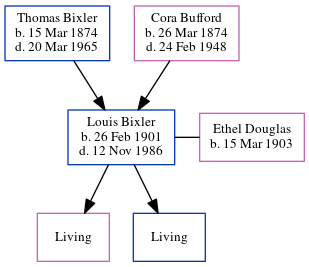 Thomas Bixler
b. 15 Mar 1874
d. 20 Mar 1965
Cora Bufford
b. 26 Mar 1874
d. 24 Feb 1948
Louis Bixler
b. 26 Feb 1901
d. 12 Nov 1986
Ethel Douglas
b. 15 Mar 1903
Living
Living